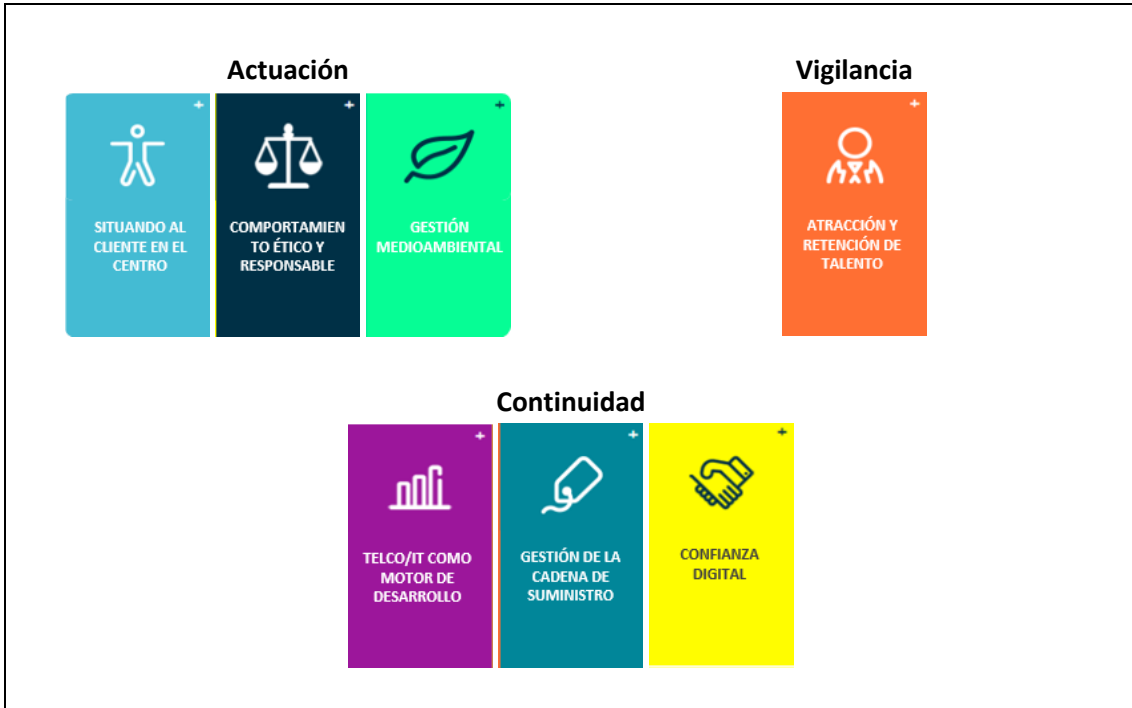 Actuación
SITUANDO AL
CLIENTE EN EL
CENTRO
COMPORTAMIEN
TO ÉTICO Y
RESPONSABLE
GESTIÓN
MEDIOAMBIENTAL
Vigilancia
ATRACCIÓN Y
RETENCIÓN DE
TALENTO
Continuidad
TELCO/IT COMO
MOTOR DE
DESARROLLO
GESTIÓN DE LA
CADENA DE
SUMINISTRO
CONFIANZA
DIGITAL